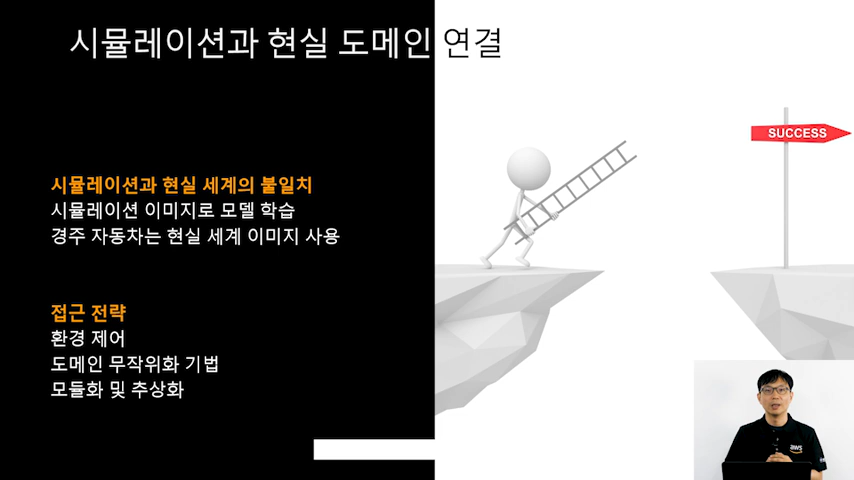 시뮬레이션과 현실 도메인 연결
SUCCESS
시뮬레이션과 현실 세계의 불일치
시뮬레이션 이미지로 모델 학습
경주 자동차는 현실 세계 이미지 사용
접근 전략
환경 제어
도메인 무작위화 기법
모듈화 및 추상화
aws